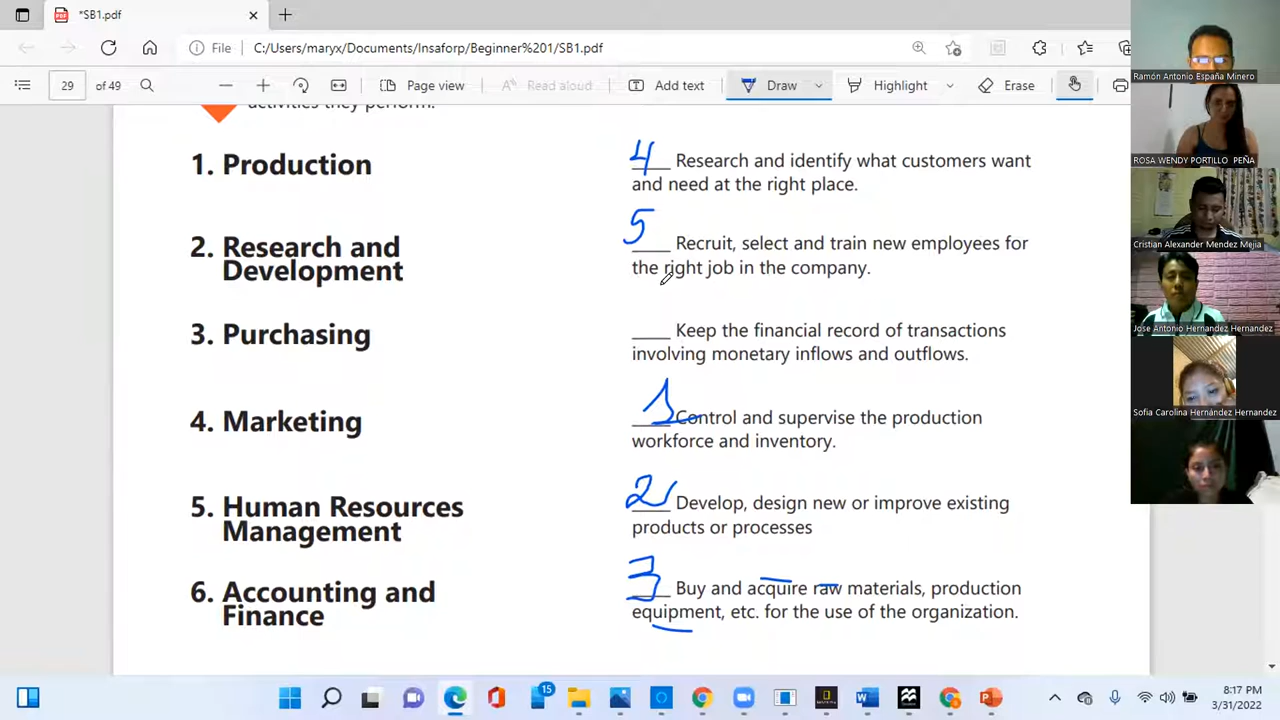 *SB1.pdf
File
C:/Users/maryx/Documents/Insaforp/Beginner%201/SB1.pdf
29 of 49
Page view
Read aloud
Add text
Draw
Highlight
Erase
activities they perform.
1. Production
4 Research and identify what customers want
and need at the right place.
2. Research and
Development
5 Recruit, select and train new employees for
the right job in the company.
3. Purchasing
____ Keep the financial record of transactions
involving monetary inflows and outflows.
4. Marketing
1 Control and supervise the production
workforce and inventory.
5. Human Resources
Management
2 Develop, design new or improve existing
products or processes
6. Accounting and
Finance
3 Buy and acquire raw materials, production
equipment, etc. for the use of the organization.
Ramón Antonio España Minero
ROSA WENDY PORTILLO PEÑA
Cristian Alexander Mendez Mejia
Jose Antonio Hernandez Hernandez
Sofia Carolina Hernández Hernandez
15
8:17 PM
3/31/2022